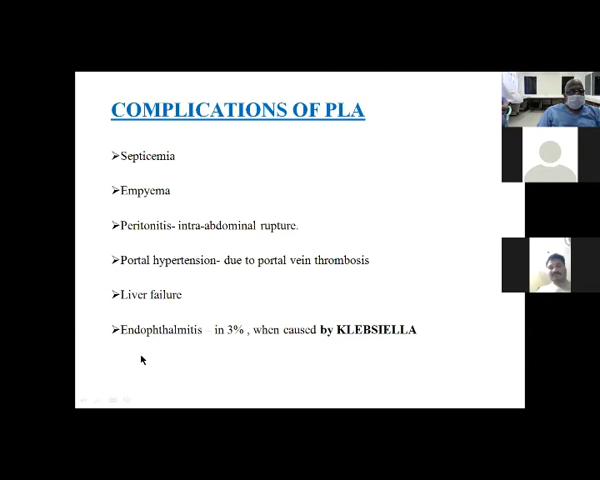 COMPLICATIONS OF PLA
➢Septicemia
➢Empyema
➢Peritonitis- intra-abdominal rupture.
➢Portal hypertension- due to portal vein thrombosis
➢Liver failure
➢Endophthalmitis – in 3% , when caused by KLEBSIELLA